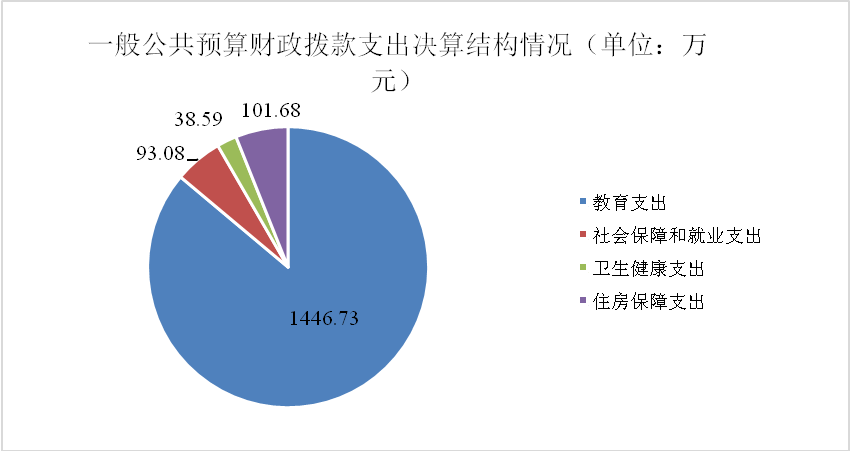 一般公共预算财政拨款支出决算结构情况（单位：万
元）
101.68
38.59
93.08
1446.73
教育支出
社会保障和就业支出
卫生健康支出
住房保障支出